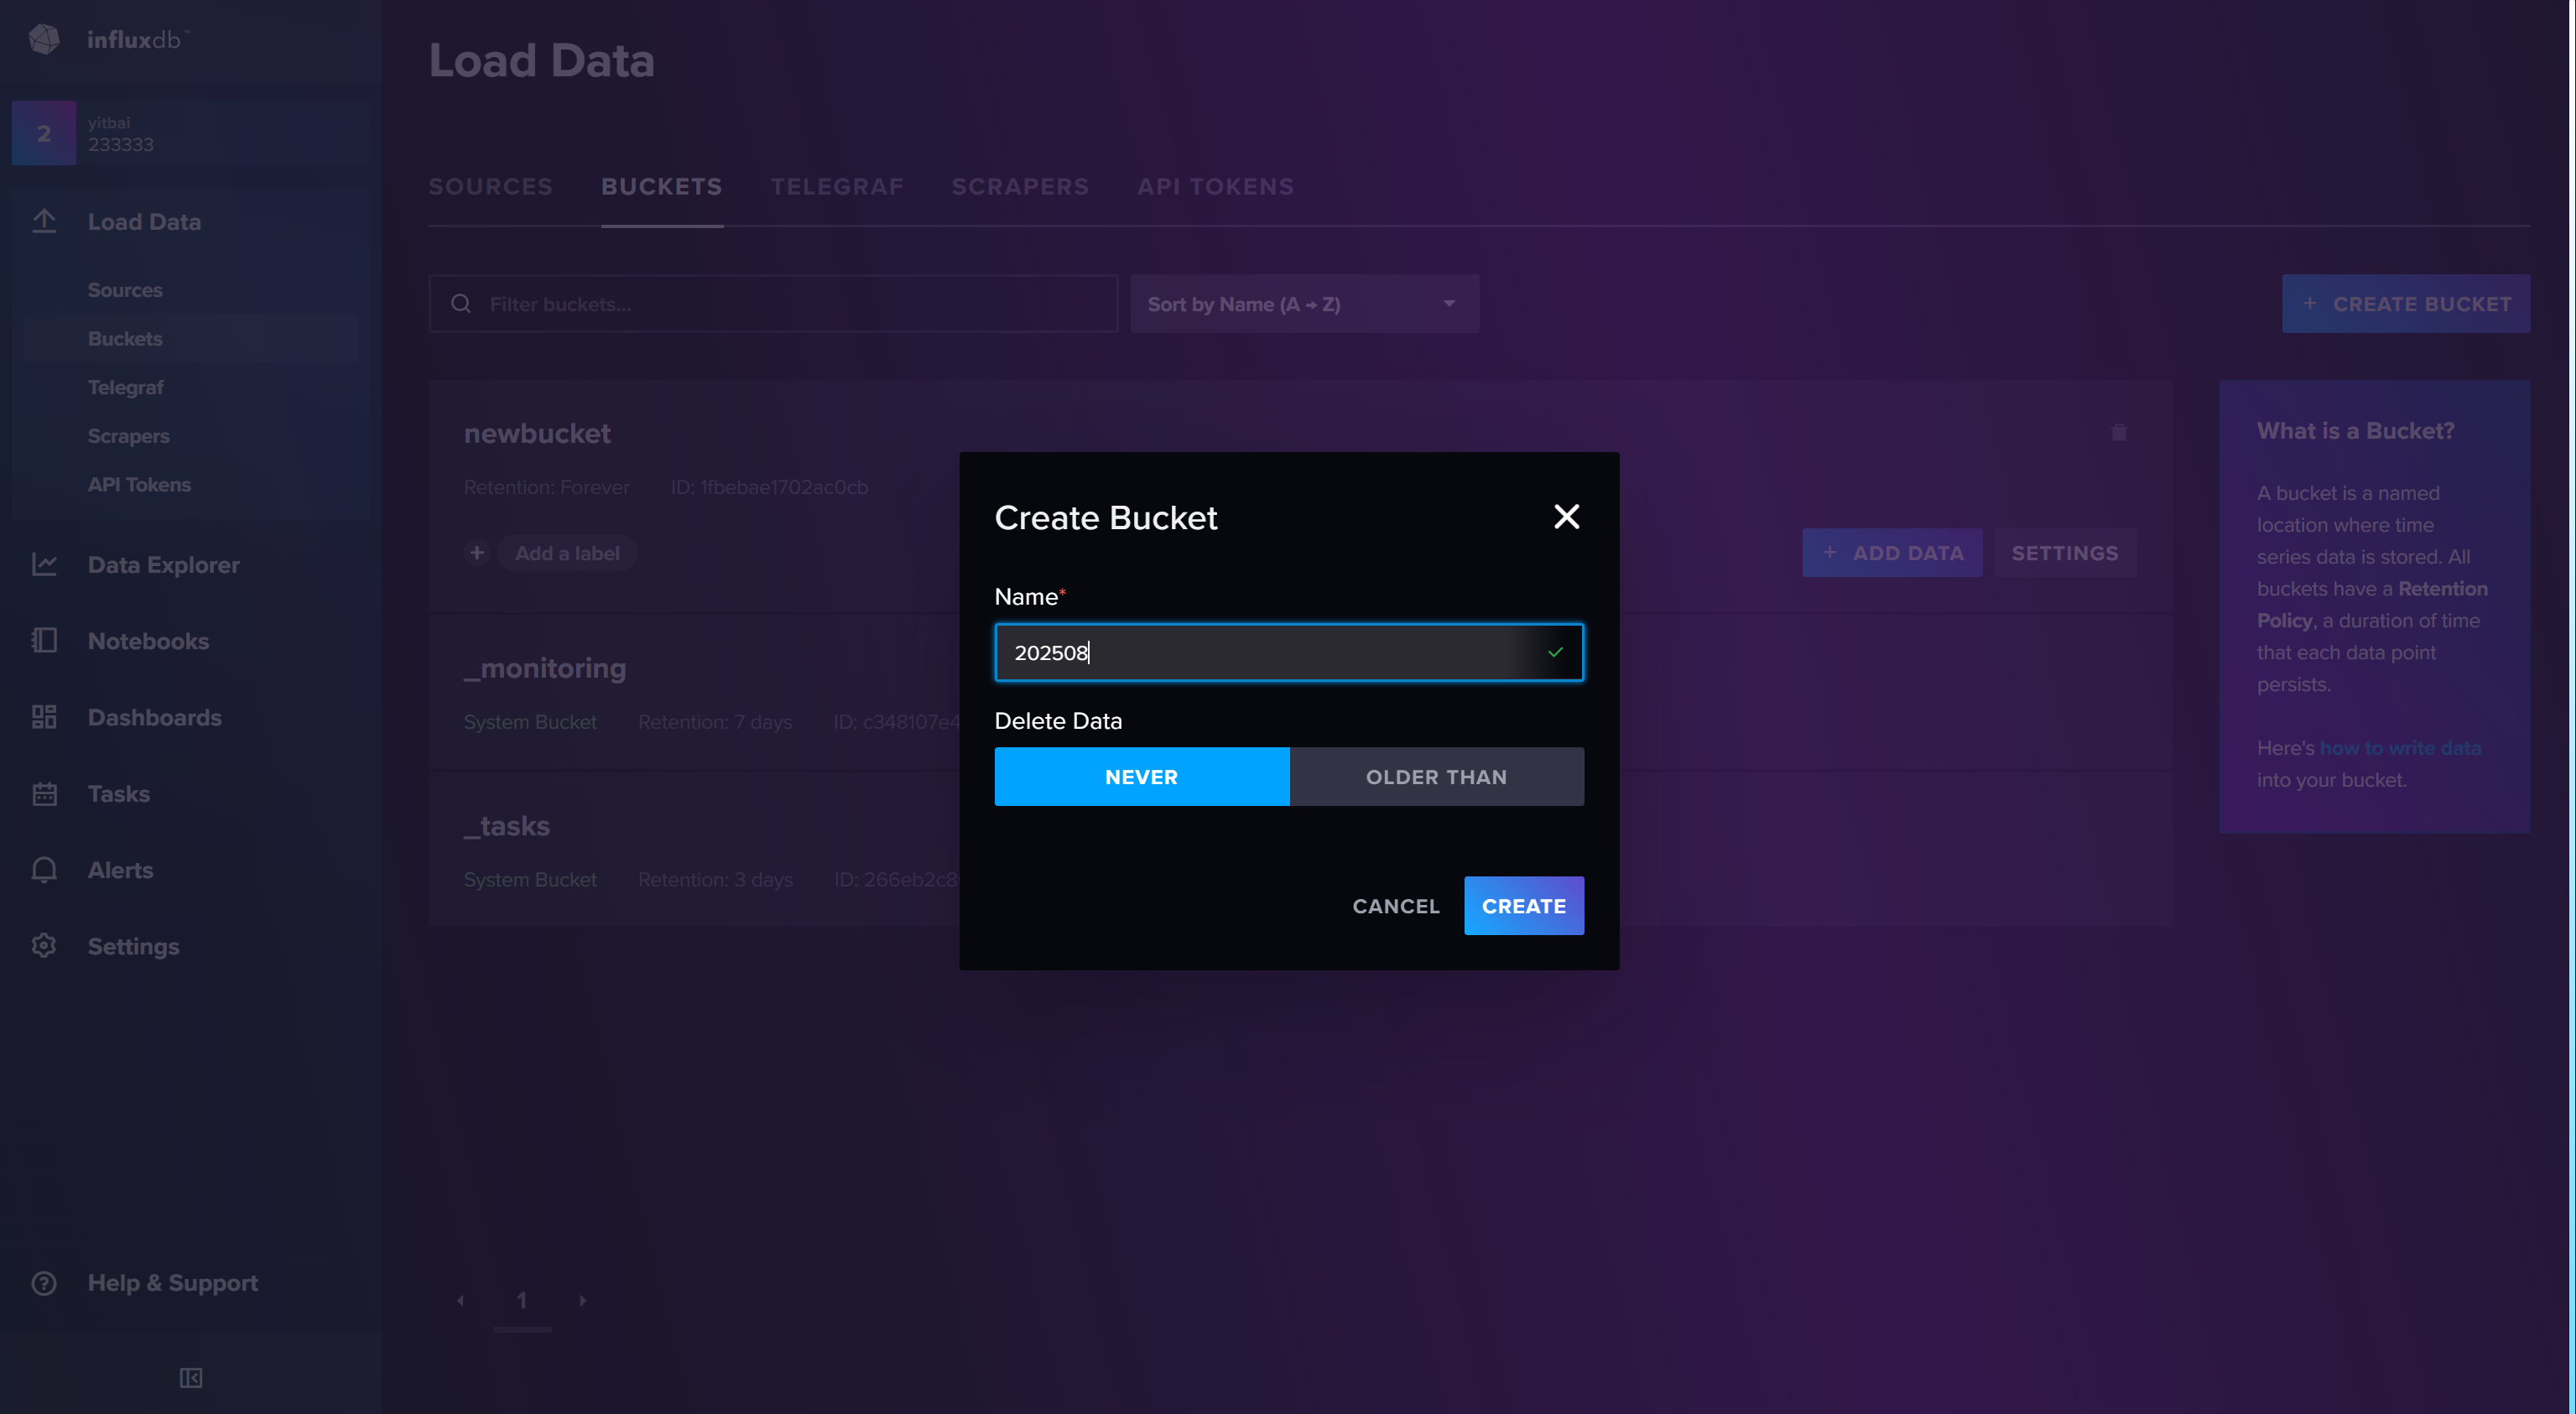 influxdb™
2
yitbai
233333
Load Data
Sources
Buckets
Telegraf
Scrapers
API Tokens
Data Explorer
Notebooks
Dashboards
Tasks
Alerts
Settings
Help & Support
Load Data
SOURCES BUCKETS TELEGRAF SCRAPERS API TOKENS
Filter buckets...
Sort by Name (A → Z)
+ CREATE BUCKET
newbucket
Retention: Forever ID: 1fbebae1702ac0cb
+ Add a label
+ ADD DATA SETTINGS
_monitoring
System Bucket Retention: 7 days ID: c348107e4
_tasks
System Bucket Retention: 3 days ID: 266eb2c8
1
What is a Bucket?
A bucket is a named
location where time
series data is stored. All
buckets have a Retention
Policy, a duration of time
that each data point
persists.
Here's how to write data
into your bucket.
Create Bucket
Name*
202508
Delete Data
NEVER OLDER THAN
CANCEL CREATE